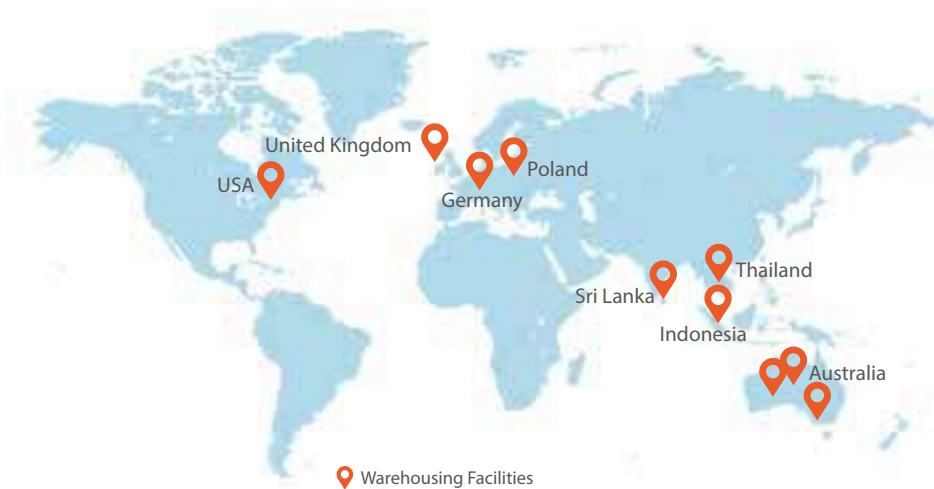 United Kingdom
USA
Poland
Germany
Thailand
Sri Lanka
Indonesia
Australia
Warehousing Facilities